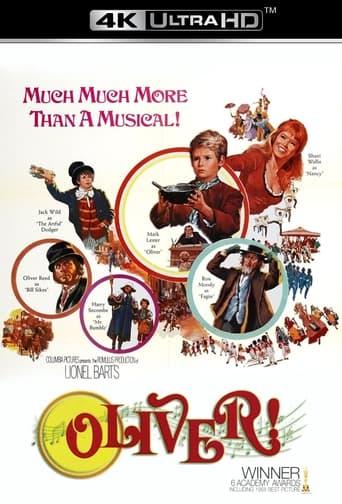 4K ULTRA HD™
MUCH MUCH MORE
THAN A MUSICAL!
Shani
Wallis
as
'Nancy'
Jack Wild
as
'The Artful'
Dodger
Mark
Lester
as
'Oliver'
Oliver Reed
as
'Bill Sikes'
Harry
Secombe
as
'Mr.
Bumble'
Ron
Moody
as
'Fagin'
COLUMBIA PICTURES presents the ROMULUS PRODUCTION of
LIONEL BART'S
OLIVER!
WINNER
6 ACADEMY AWARDS
INCLUDING 1968 BEST PICTURE